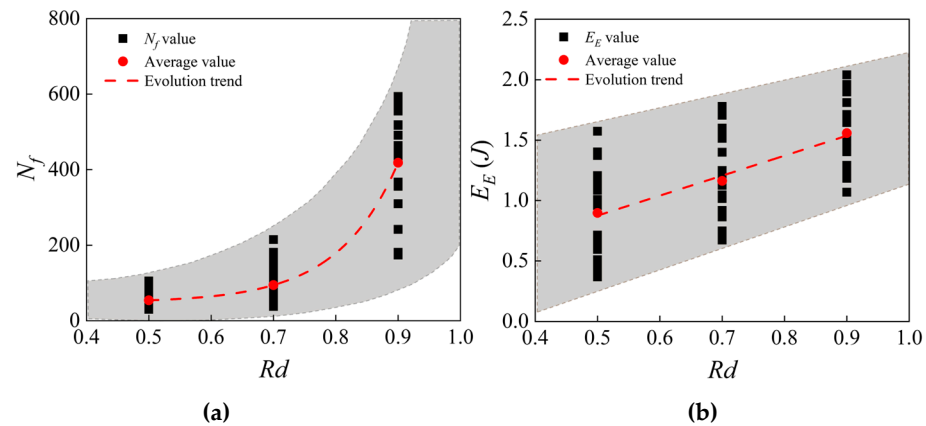 800
600
400
200
0
N_f
N_f value
Average value
Evolution trend
0.4 0.5 0.6 0.7 0.8 0.9 1.0
Rd
(a)
2.5
2.0
1.5
1.0
0.5
0.0
E_E (J)
E_E value
Average value
Evolution trend
0.4 0.5 0.6 0.7 0.8 0.9 1.0
Rd
(b)